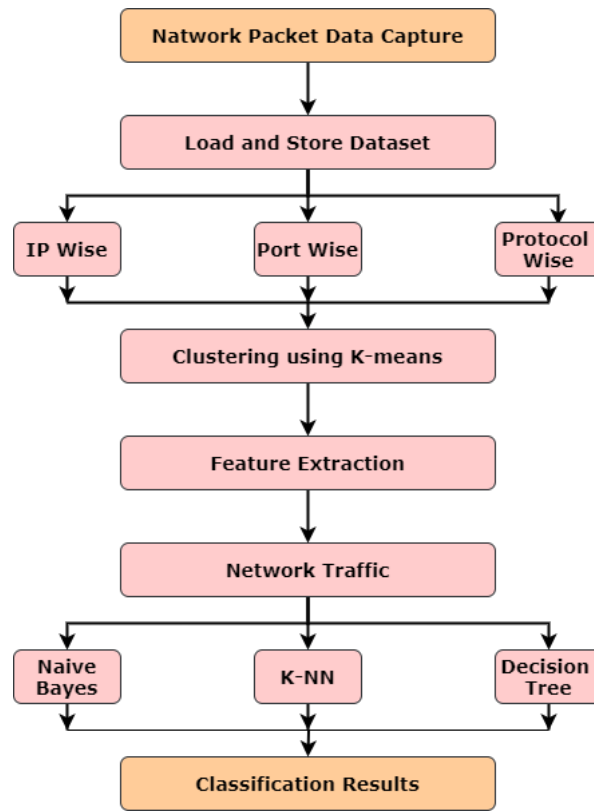 Natwork Packet Data Capture
Load and Store Dataset
IP Wise
Port Wise
Protocol
Wise
Clustering using K-means
Feature Extraction
Network Traffic
Naive
Bayes
K-NN
Decision
Tree
Classification Results